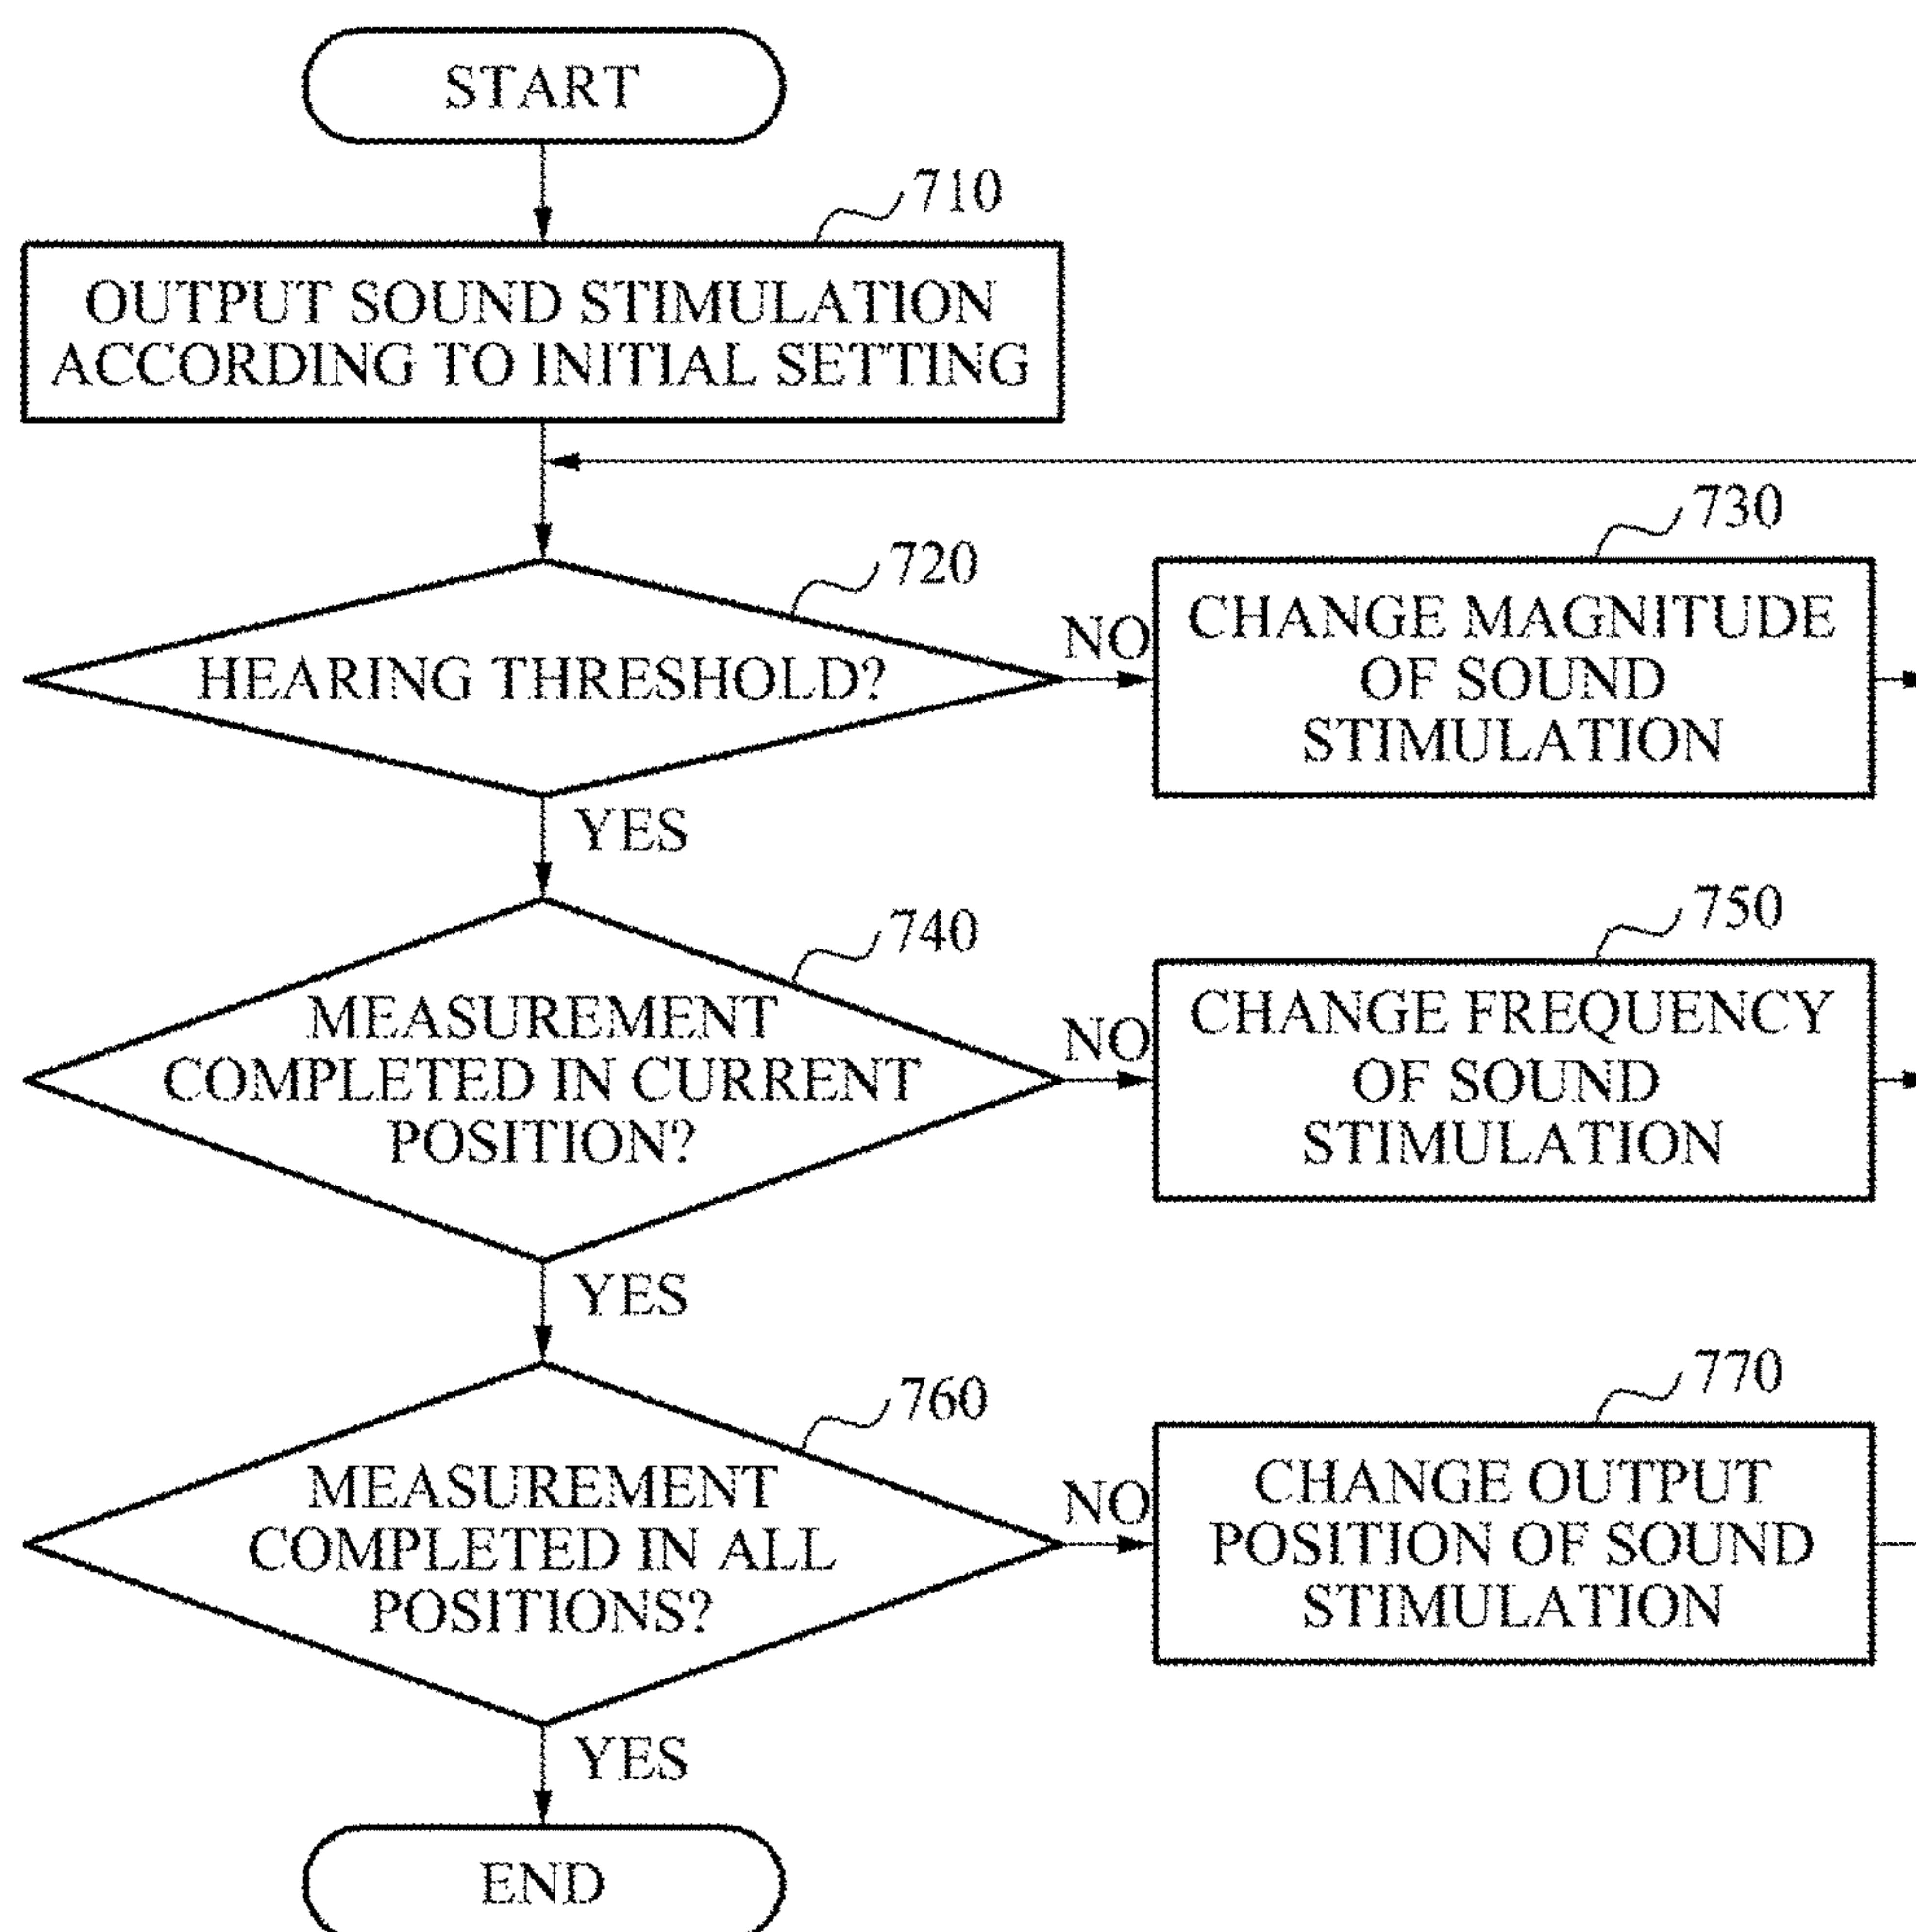 START
710
OUTPUT SOUND STIMULATION
ACCORDING TO INITIAL SETTING
720
HEARING THRESHOLD?
NO
730
CHANGE MAGNITUDE
OF SOUND
STIMULATION
YES
740
MEASUREMENT
COMPLETED IN CURRENT
POSITION?
NO
750
CHANGE FREQUENCY
OF SOUND
STIMULATION
YES
760
MEASUREMENT
COMPLETED IN ALL
POSITIONS?
NO
770
CHANGE OUTPUT
POSITION OF SOUND
STIMULATION
YES
END